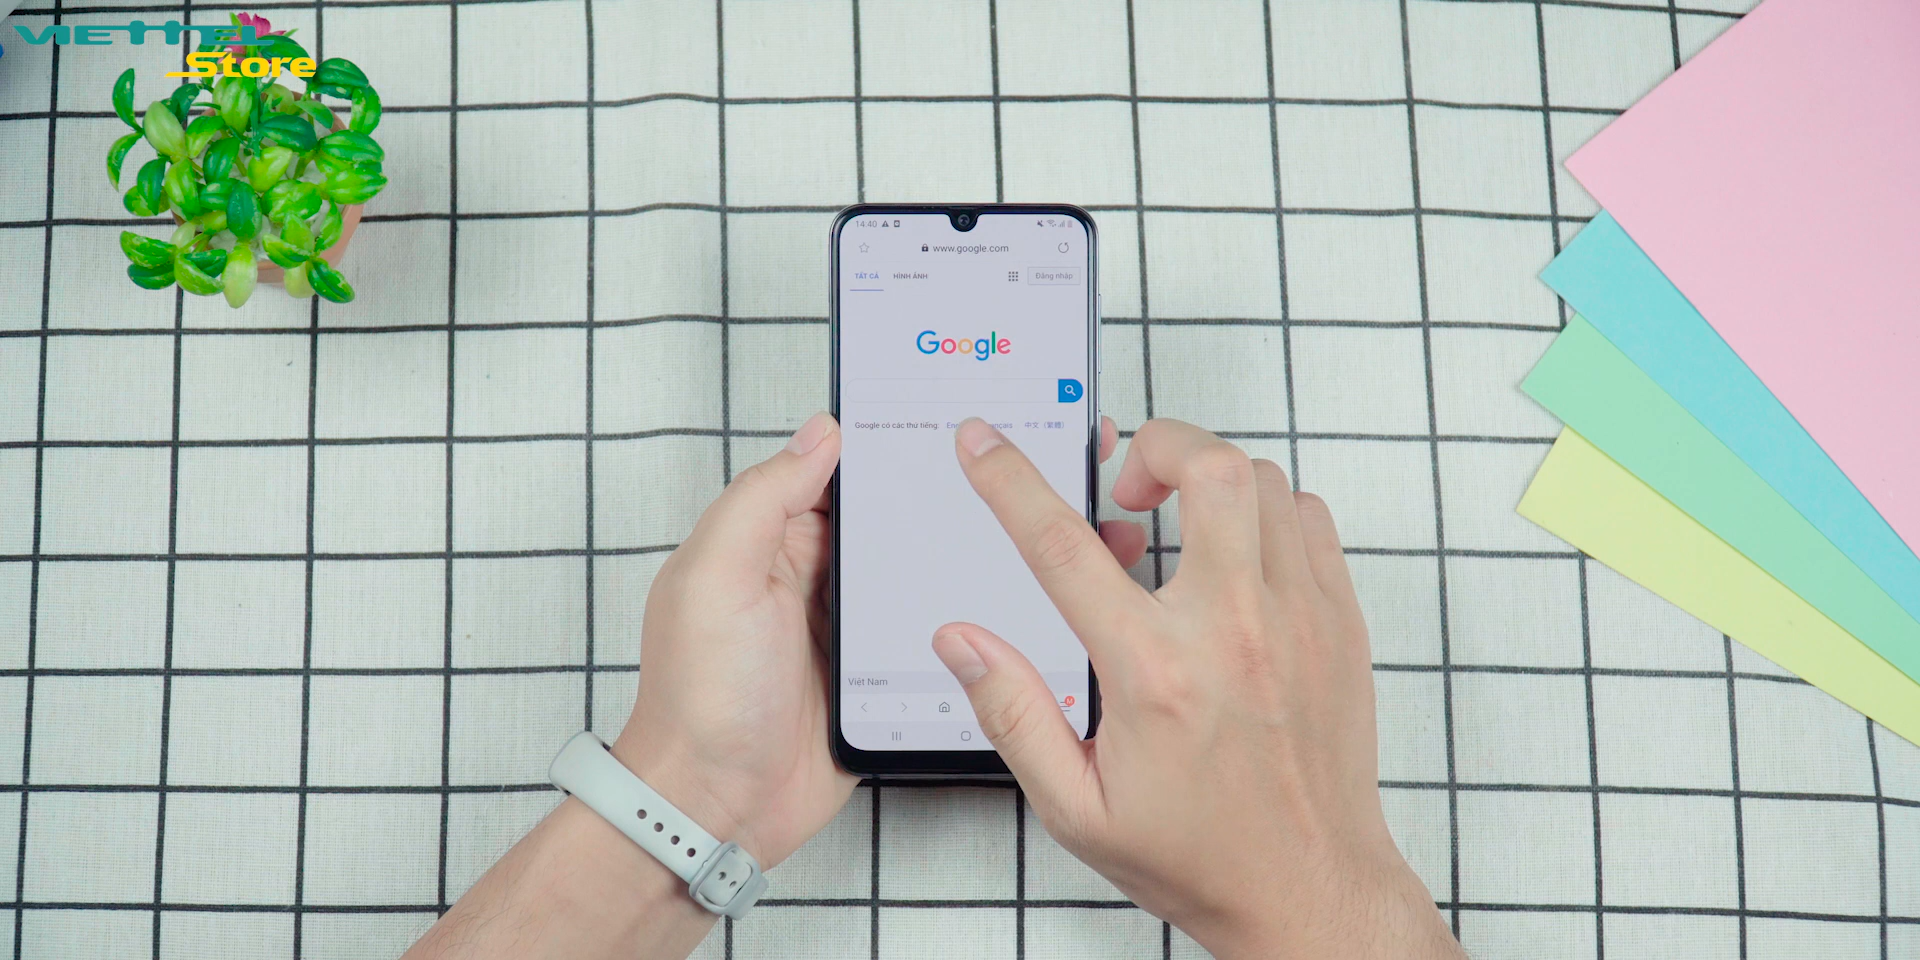 VIETTEL
Store
14:40
www.google.com
TẤT CẢ HÌNH ẢNH
Đăng nhập
Google
Google có các thứ tiếng: 中文（繁體）
Việt Nam
M